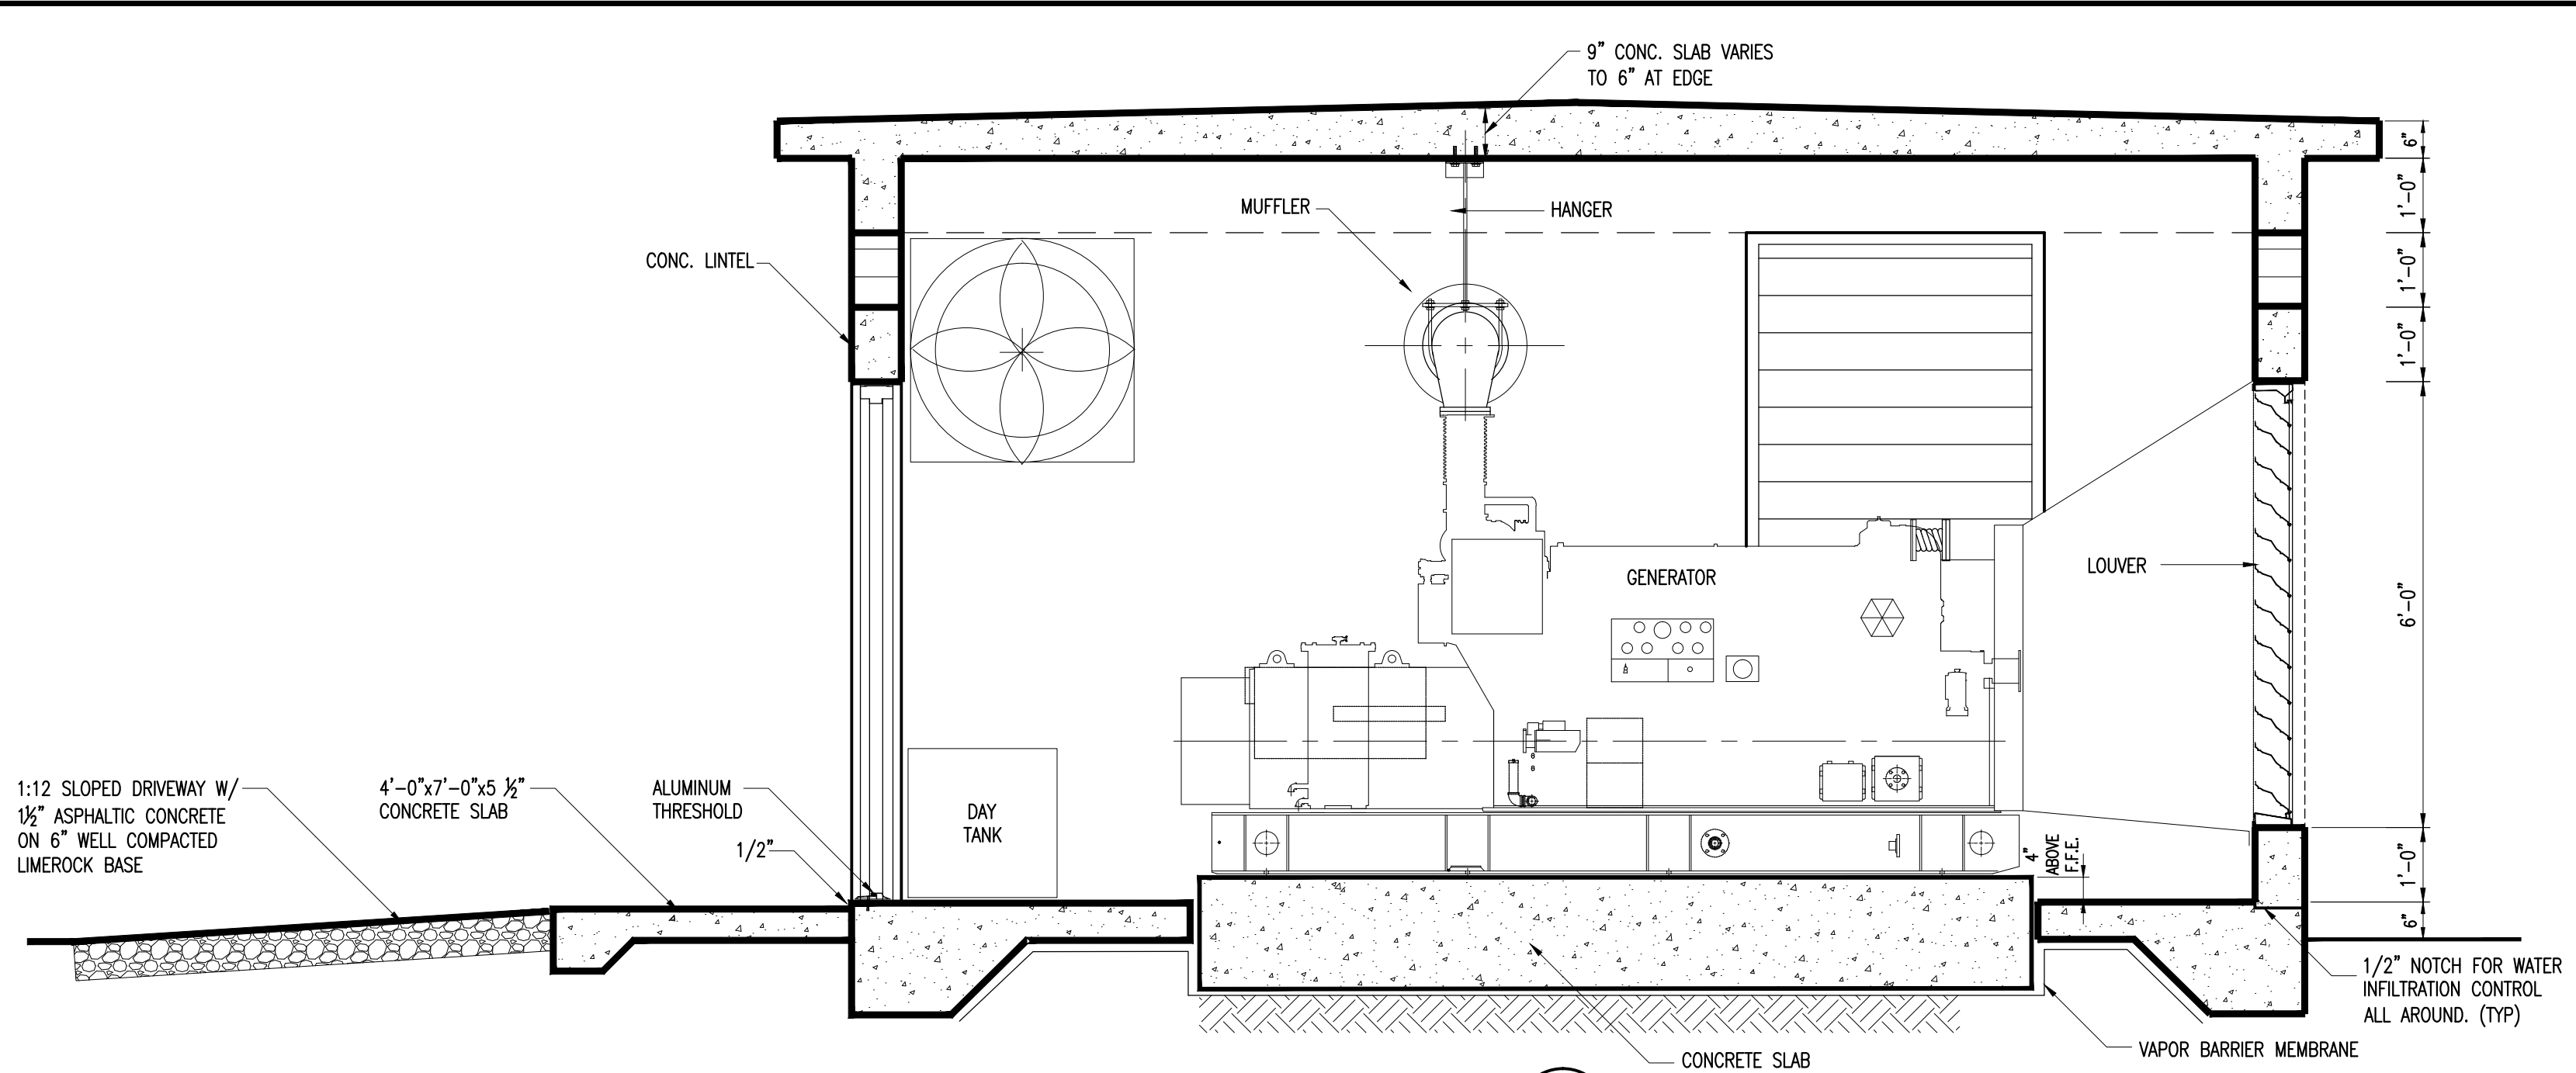 9" CONC. SLAB VARIES
TO 6" AT EDGE
6"
1'-0"
MUFFLER
HANGER
CONC. LINTEL
1'-0"
1'-0"
LOUVER
GENERATOR
6'-0"
1:12 SLOPED DRIVEWAY W/
1½" ASPHALTIC CONCRETE
ON 6" WELL COMPACTED
LIMEROCK BASE
4'-0"x7'-0"x5 ½"
CONCRETE SLAB
ALUMINUM
THRESHOLD
1/2"
DAY
TANK
4"
ABOVE
F.F.E.
1'-0"
6"
1/2" NOTCH FOR WATER
INFILTRATION CONTROL
ALL AROUND. (TYP)
VAPOR BARRIER MEMBRANE
CONCRETE SLAB